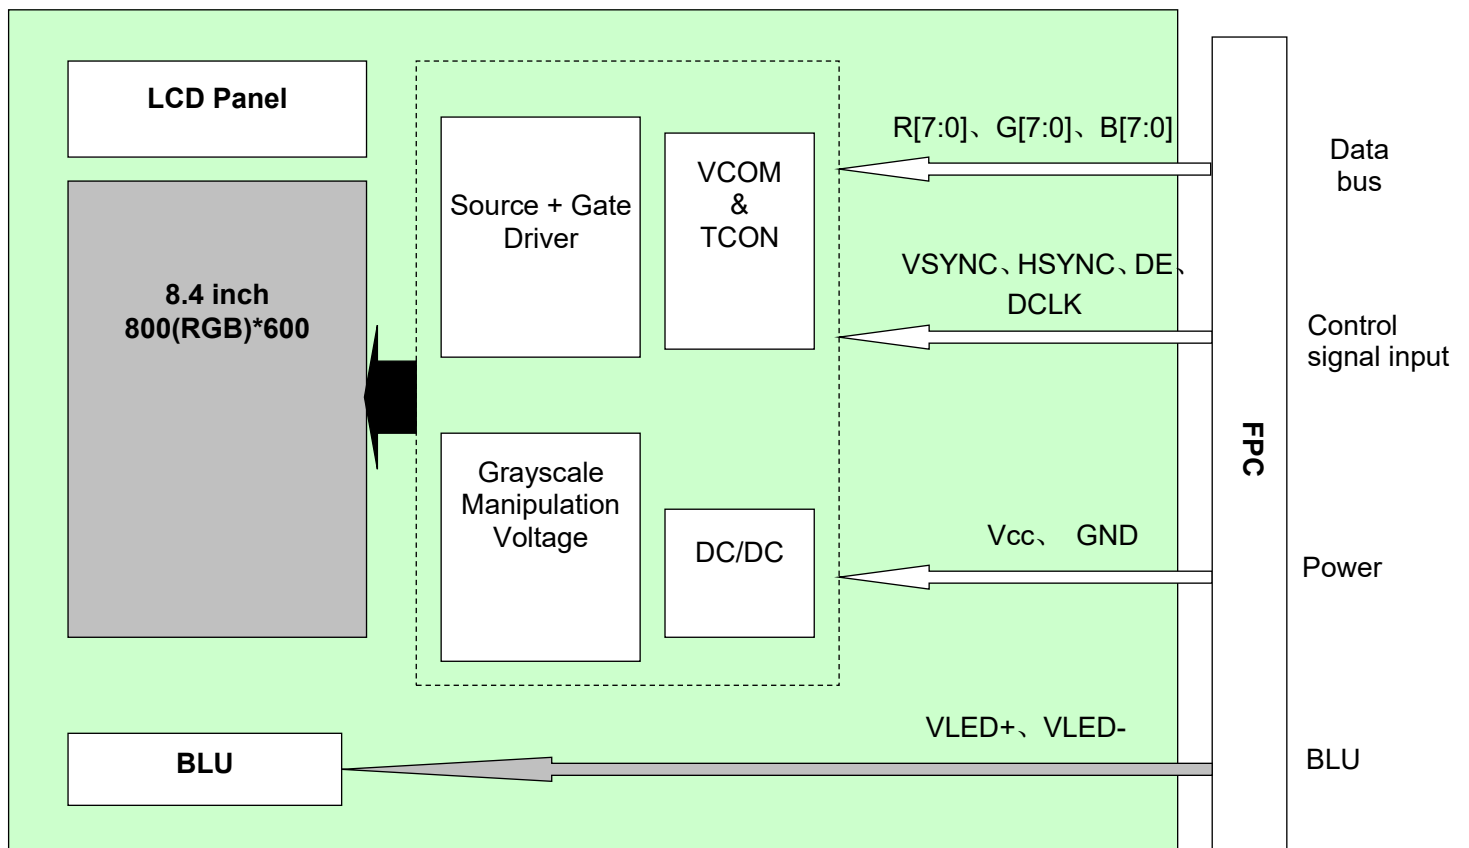 LCD Panel
8.4 inch
800(RGB)*600
Source + Gate
Driver
VCOM
&
TCON
Grayscale
Manipulation
Voltage
DC/DC
BLU
R[7:0]、G[7:0]、B[7:0]
VSYNC、HSYNC、DE、
DCLK
Vcc、 GND
VLED+、VLED-
FPC
Data
bus
Control
signal input
Power
BLU